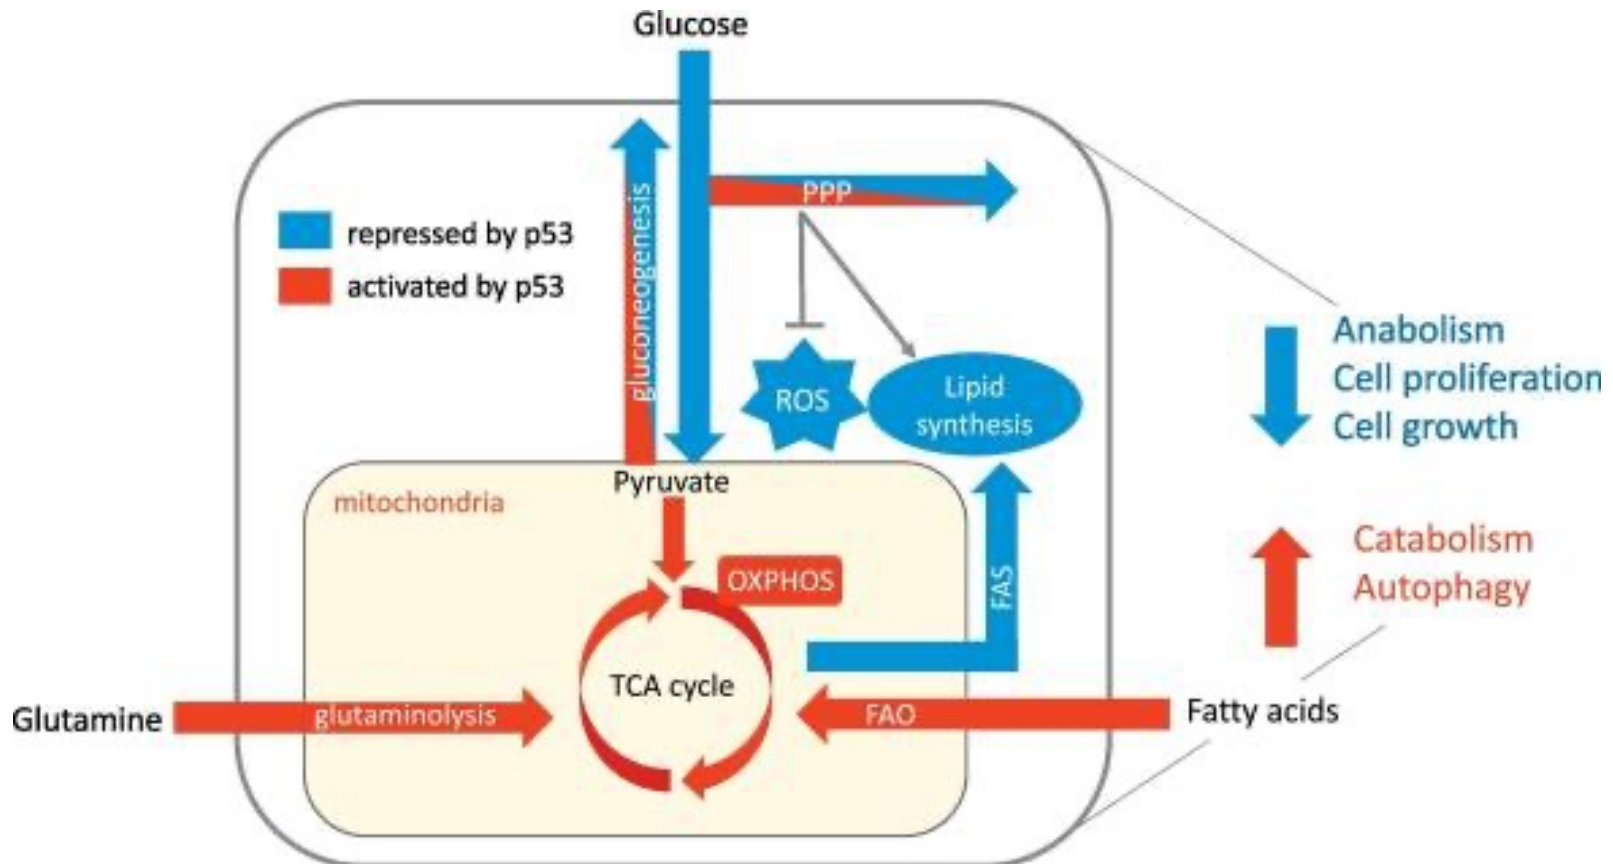 Glucose
PPP
gluconeogenesis
repressed by p53
activated by p53
ROS
Lipid
synthesis
Anabolism
Cell proliferation
Cell growth
Pyruvate
mitochondria
OXPHOS
FAS
Catabolism
Autophagy
TCA cycle
Glutamine
glutaminolysis
FAO
Fatty acids